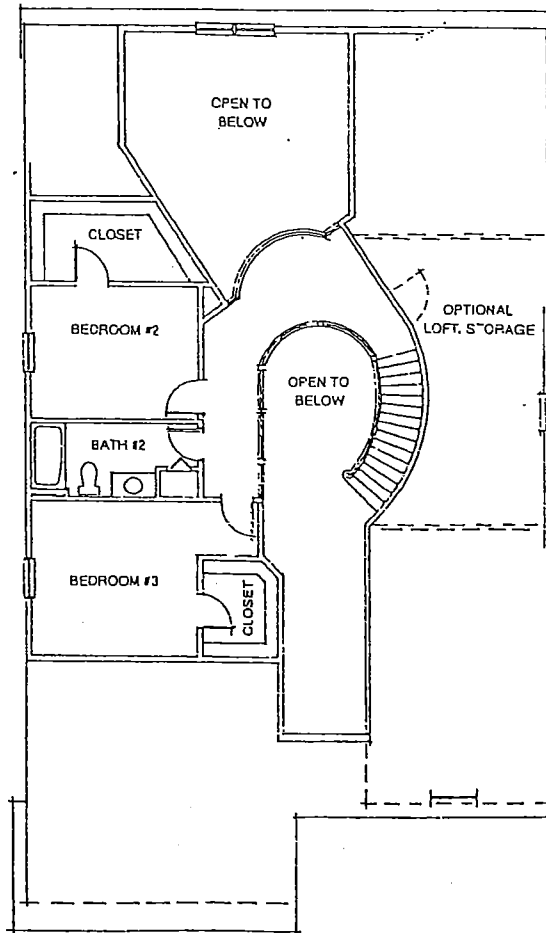 OPEN TO
BELOW
CLOSET
BEDROOM #2
OPTIONAL
LOFT. STORAGE
OPEN TO
BELOW
BATH #2
BEDROOM #3
CLOSET